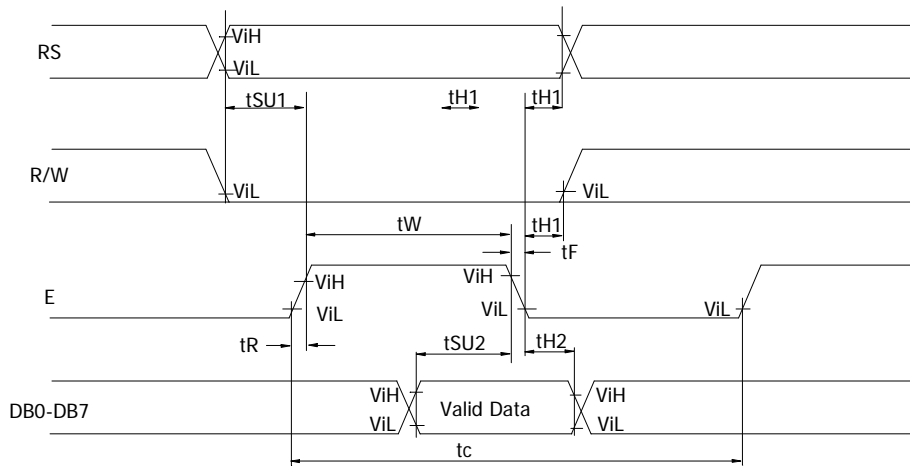 RS
ViH
ViL
tSU1
tH1
tH1
R/W
ViL
ViL
tW
tH1
tF
E
ViH
ViH
ViL
ViL
ViL
tR
tSU2
tH2
DB0-DB7
ViH
Valid Data
ViH
ViL
ViL
tc